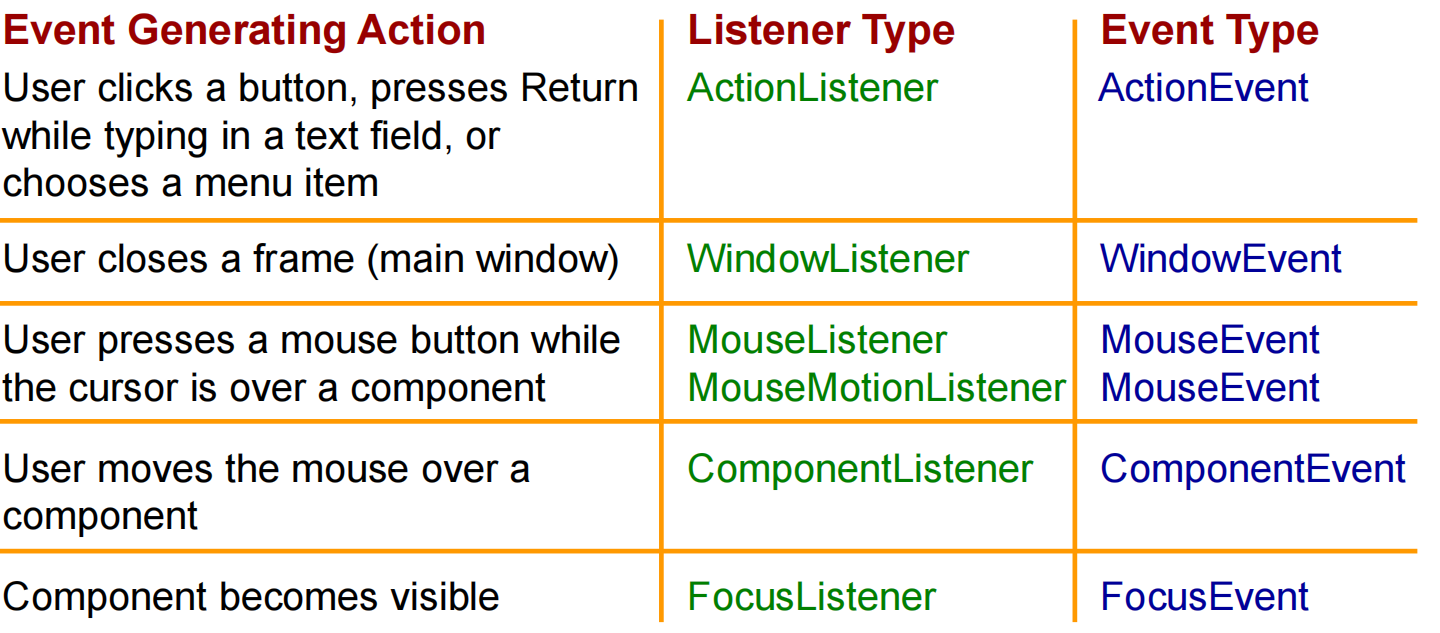 Event Generating Action Listener Type Event Type
User clicks a button, presses Return ActionListener ActionEvent
while typing in a text field, or
chooses a menu item
User closes a frame (main window) WindowListener WindowEvent
User presses a mouse button while MouseListener MouseEvent
the cursor is over a component MouseMotionListener MouseEvent
User moves the mouse over a ComponentListener ComponentEvent
component
Component becomes visible FocusListener FocusEvent